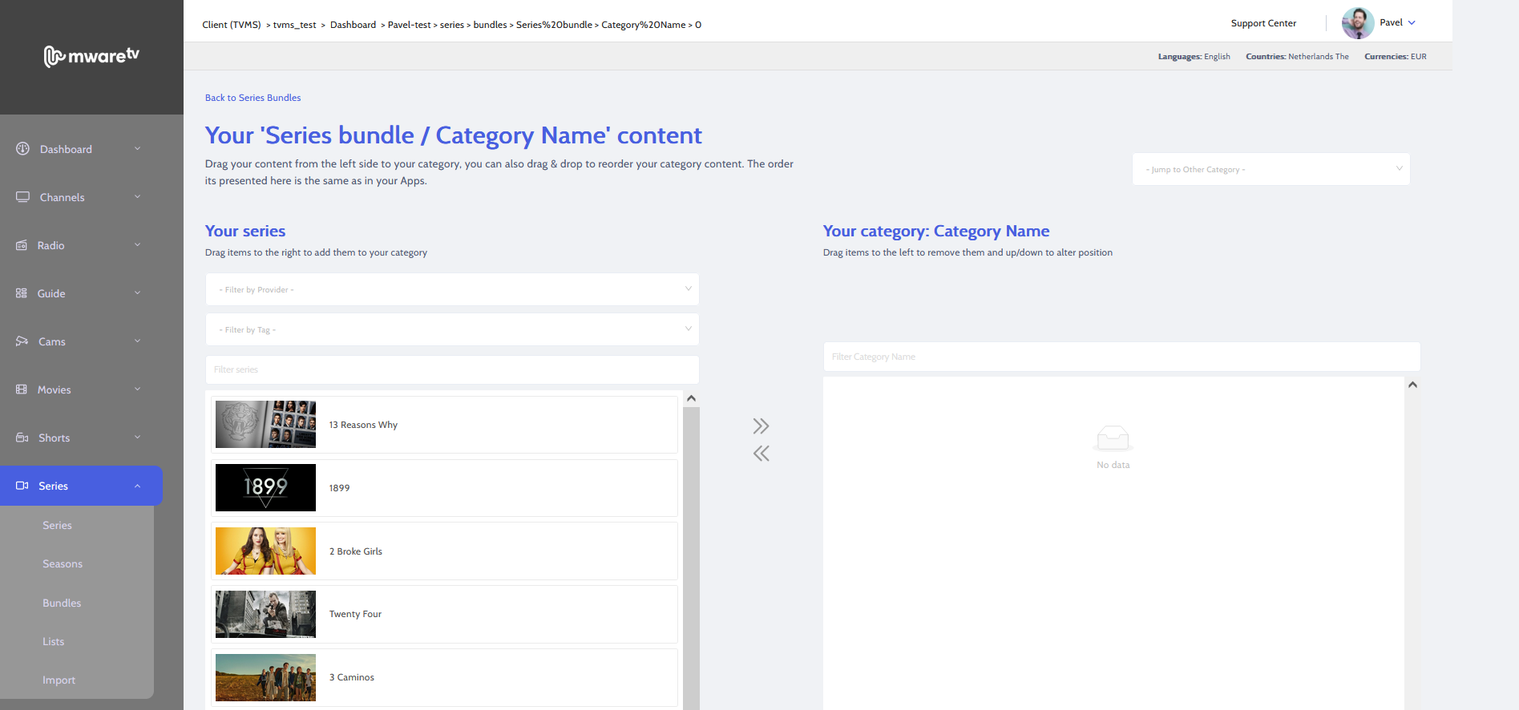 mwaretv
Client (TVMS) > tvms_test > Dashboard > Pavel-test > series > bundles > Series%20bundle > Category%20Name > 0
Support Center
Pavel
Languages: English Countries: Netherlands The Currencies: EUR
Dashboard
Channels
Radio
Guide
Cams
Movies
Shorts
Series
Series
Seasons
Bundles
Lists
Import
Back to Series Bundles
Your 'Series bundle / Category Name' content
Drag your content from the left side to your category, you can also drag & drop to reorder your category content. The order
its presented here is the same as in your Apps.
- Jump to Other Category -
Your series
Drag items to the right to add them to your category
- Filter by Provider -
- Filter by Tag -
Filter series
13 Reasons Why
1899
1899
2 Broke Girls
Twenty Four
3 Caminos
Your category: Category Name
Drag items to the left to remove them and up/down to alter position
Filter Category Name
No data